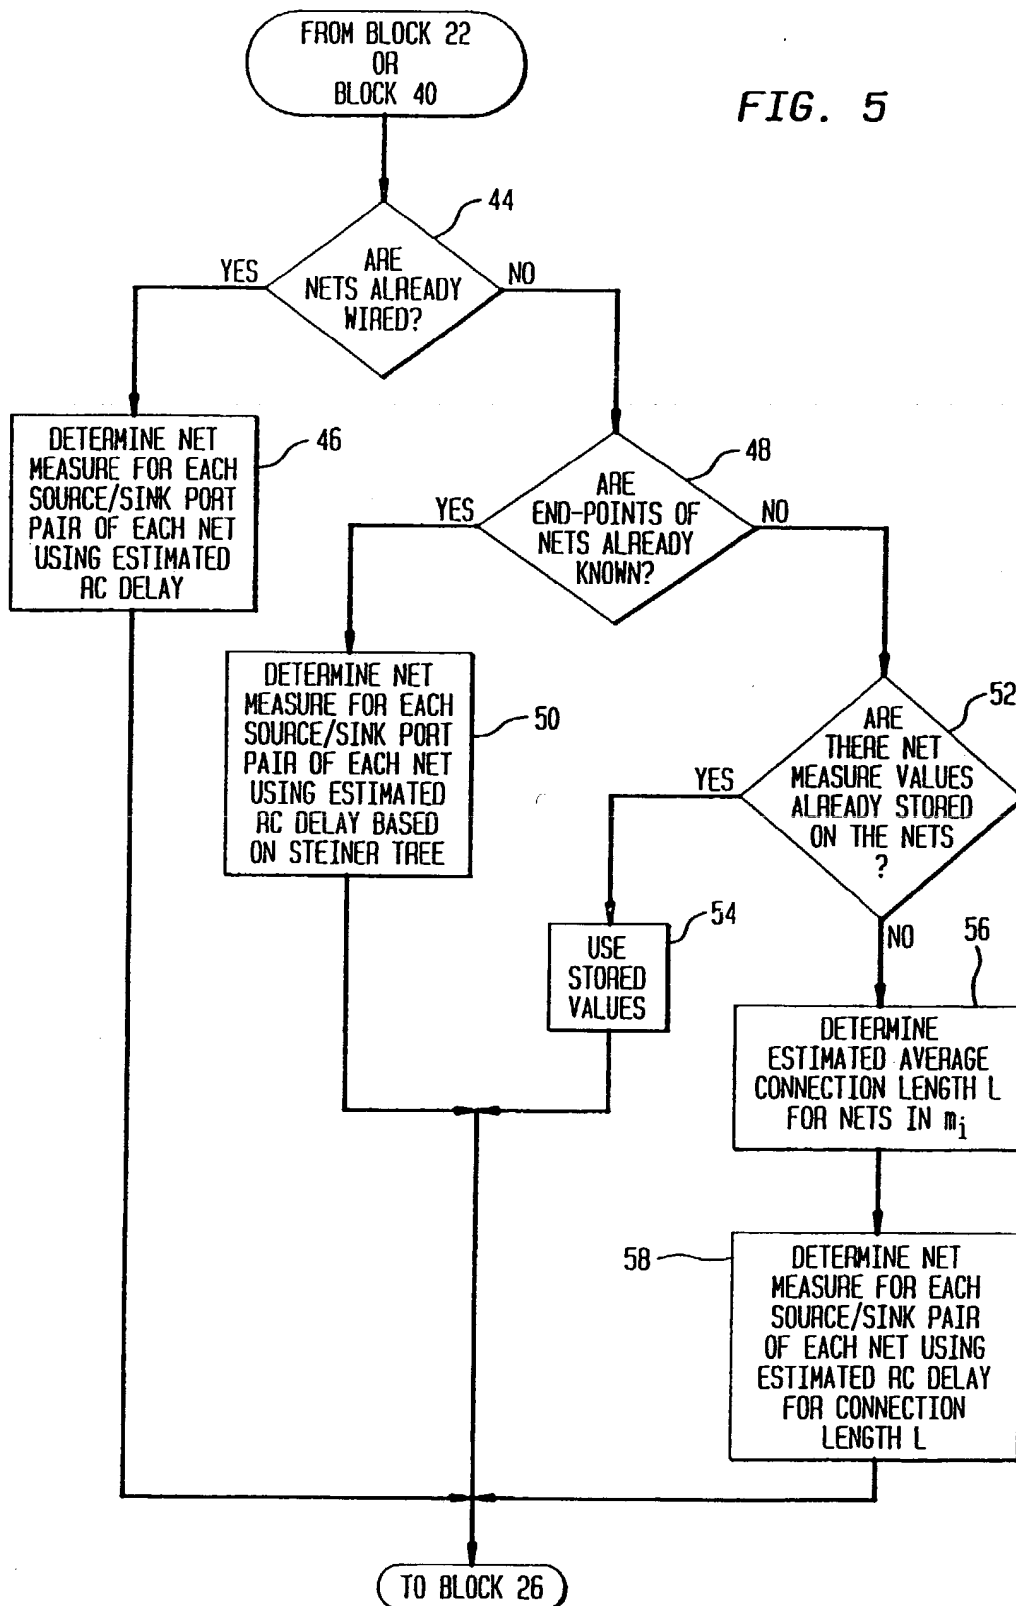 FROM BLOCK 22
OR
BLOCK 40
FIG. 5
44
ARE
NETS ALREADY
WIRED?
YES
NO
46
DETERMINE NET
MEASURE FOR EACH
SOURCE/SINK PORT
PAIR OF EACH NET
USING ESTIMATED
RC DELAY
48
ARE
END-POINTS OF
NETS ALREADY
KNOWN?
YES
NO
50
DETERMINE NET
MEASURE FOR EACH
SOURCE/SINK PORT
PAIR OF EACH NET
USING ESTIMATED
RC DELAY BASED
ON STEINER TREE
52
ARE
THERE NET
MEASURE VALUES
ALREADY STORED
ON THE NETS
?
YES
NO
54
USE
STORED
VALUES
56
DETERMINE
ESTIMATED AVERAGE
CONNECTION LENGTH L
FOR NETS IN mi
58
DETERMINE NET
MEASURE FOR EACH
SOURCE/SINK PAIR
OF EACH NET USING
ESTIMATED RC DELAY
FOR CONNECTION
LENGTH L
TO BLOCK 26